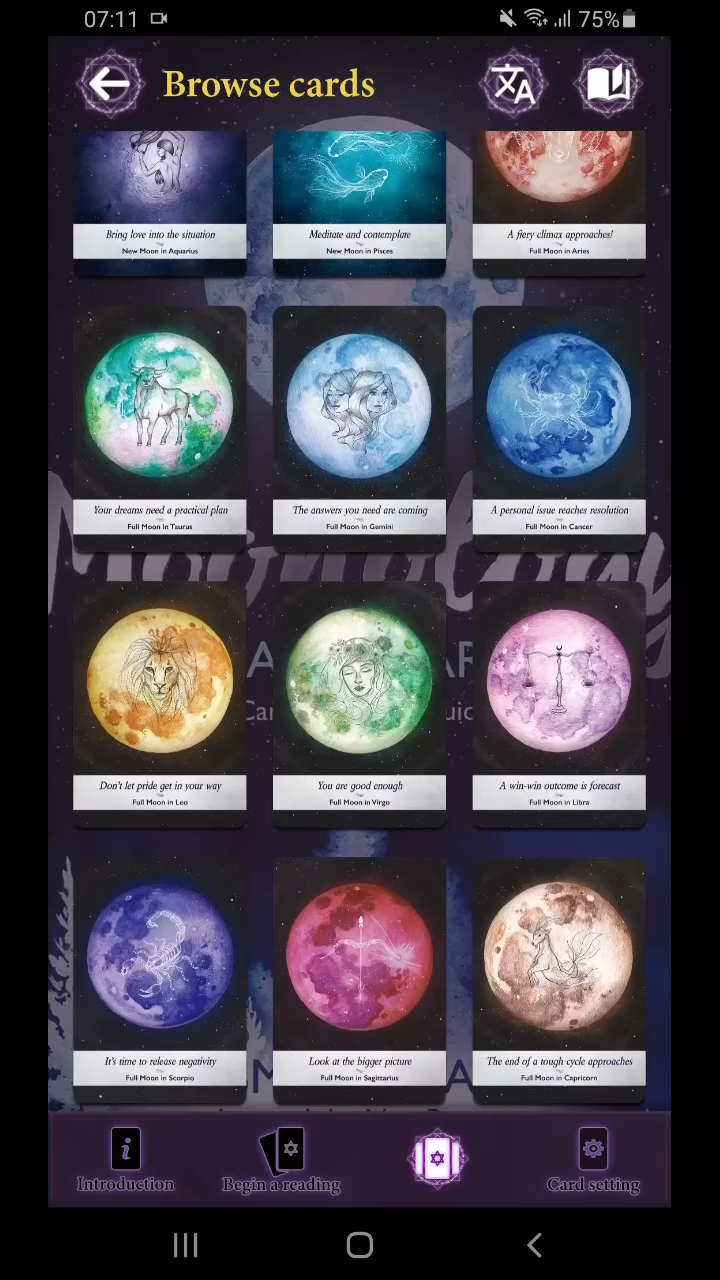 07:11
75%
Browse cards
Bring love into the situation
New Moon in Aquarius
Meditate and contemplate
New Moon in Pisces
A fiery climax approaches!
Full Moon in Aries
Your dreams need a practical plan
Full Moon in Taurus
The answers you need are coming
Full Moon in Gemini
A personal issue reaches resolution
Full Moon in Cancer
Moonology
Don't let pride get in your way
Full Moon in Leo
You are good enough
Full Moon in Virgo
A win-win outcome is forecast
Full Moon in Libra
It's time to release negativity
Full Moon in Scorpio
Look at the bigger picture
Full Moon in Sagittarius
The end of a tough cycle approaches
Full Moon in Capricorn
Introduction
Begin a reading
Card setting